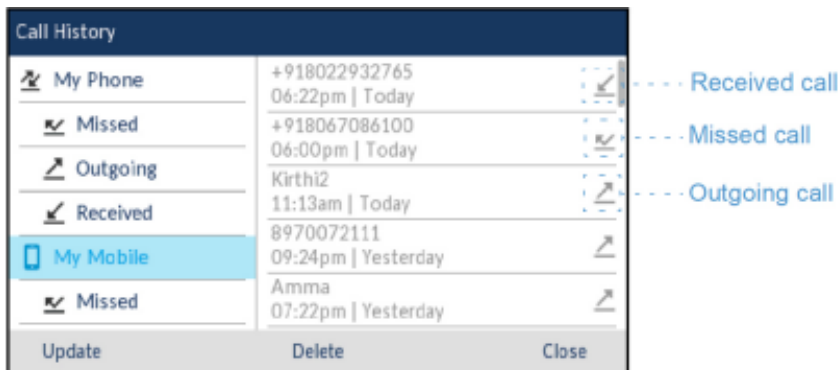 Call History
My Phone
Missed
Outgoing
Received
My Mobile
Missed
+918022932765
06:22pm | Today
+918067086100
06:00pm | Today
Kirthi2
11:13am | Today
8970072111
09:24pm | Yesterday
Amma
07:22pm | Yesterday
Received call
Missed call
Outgoing call
Update
Delete
Close